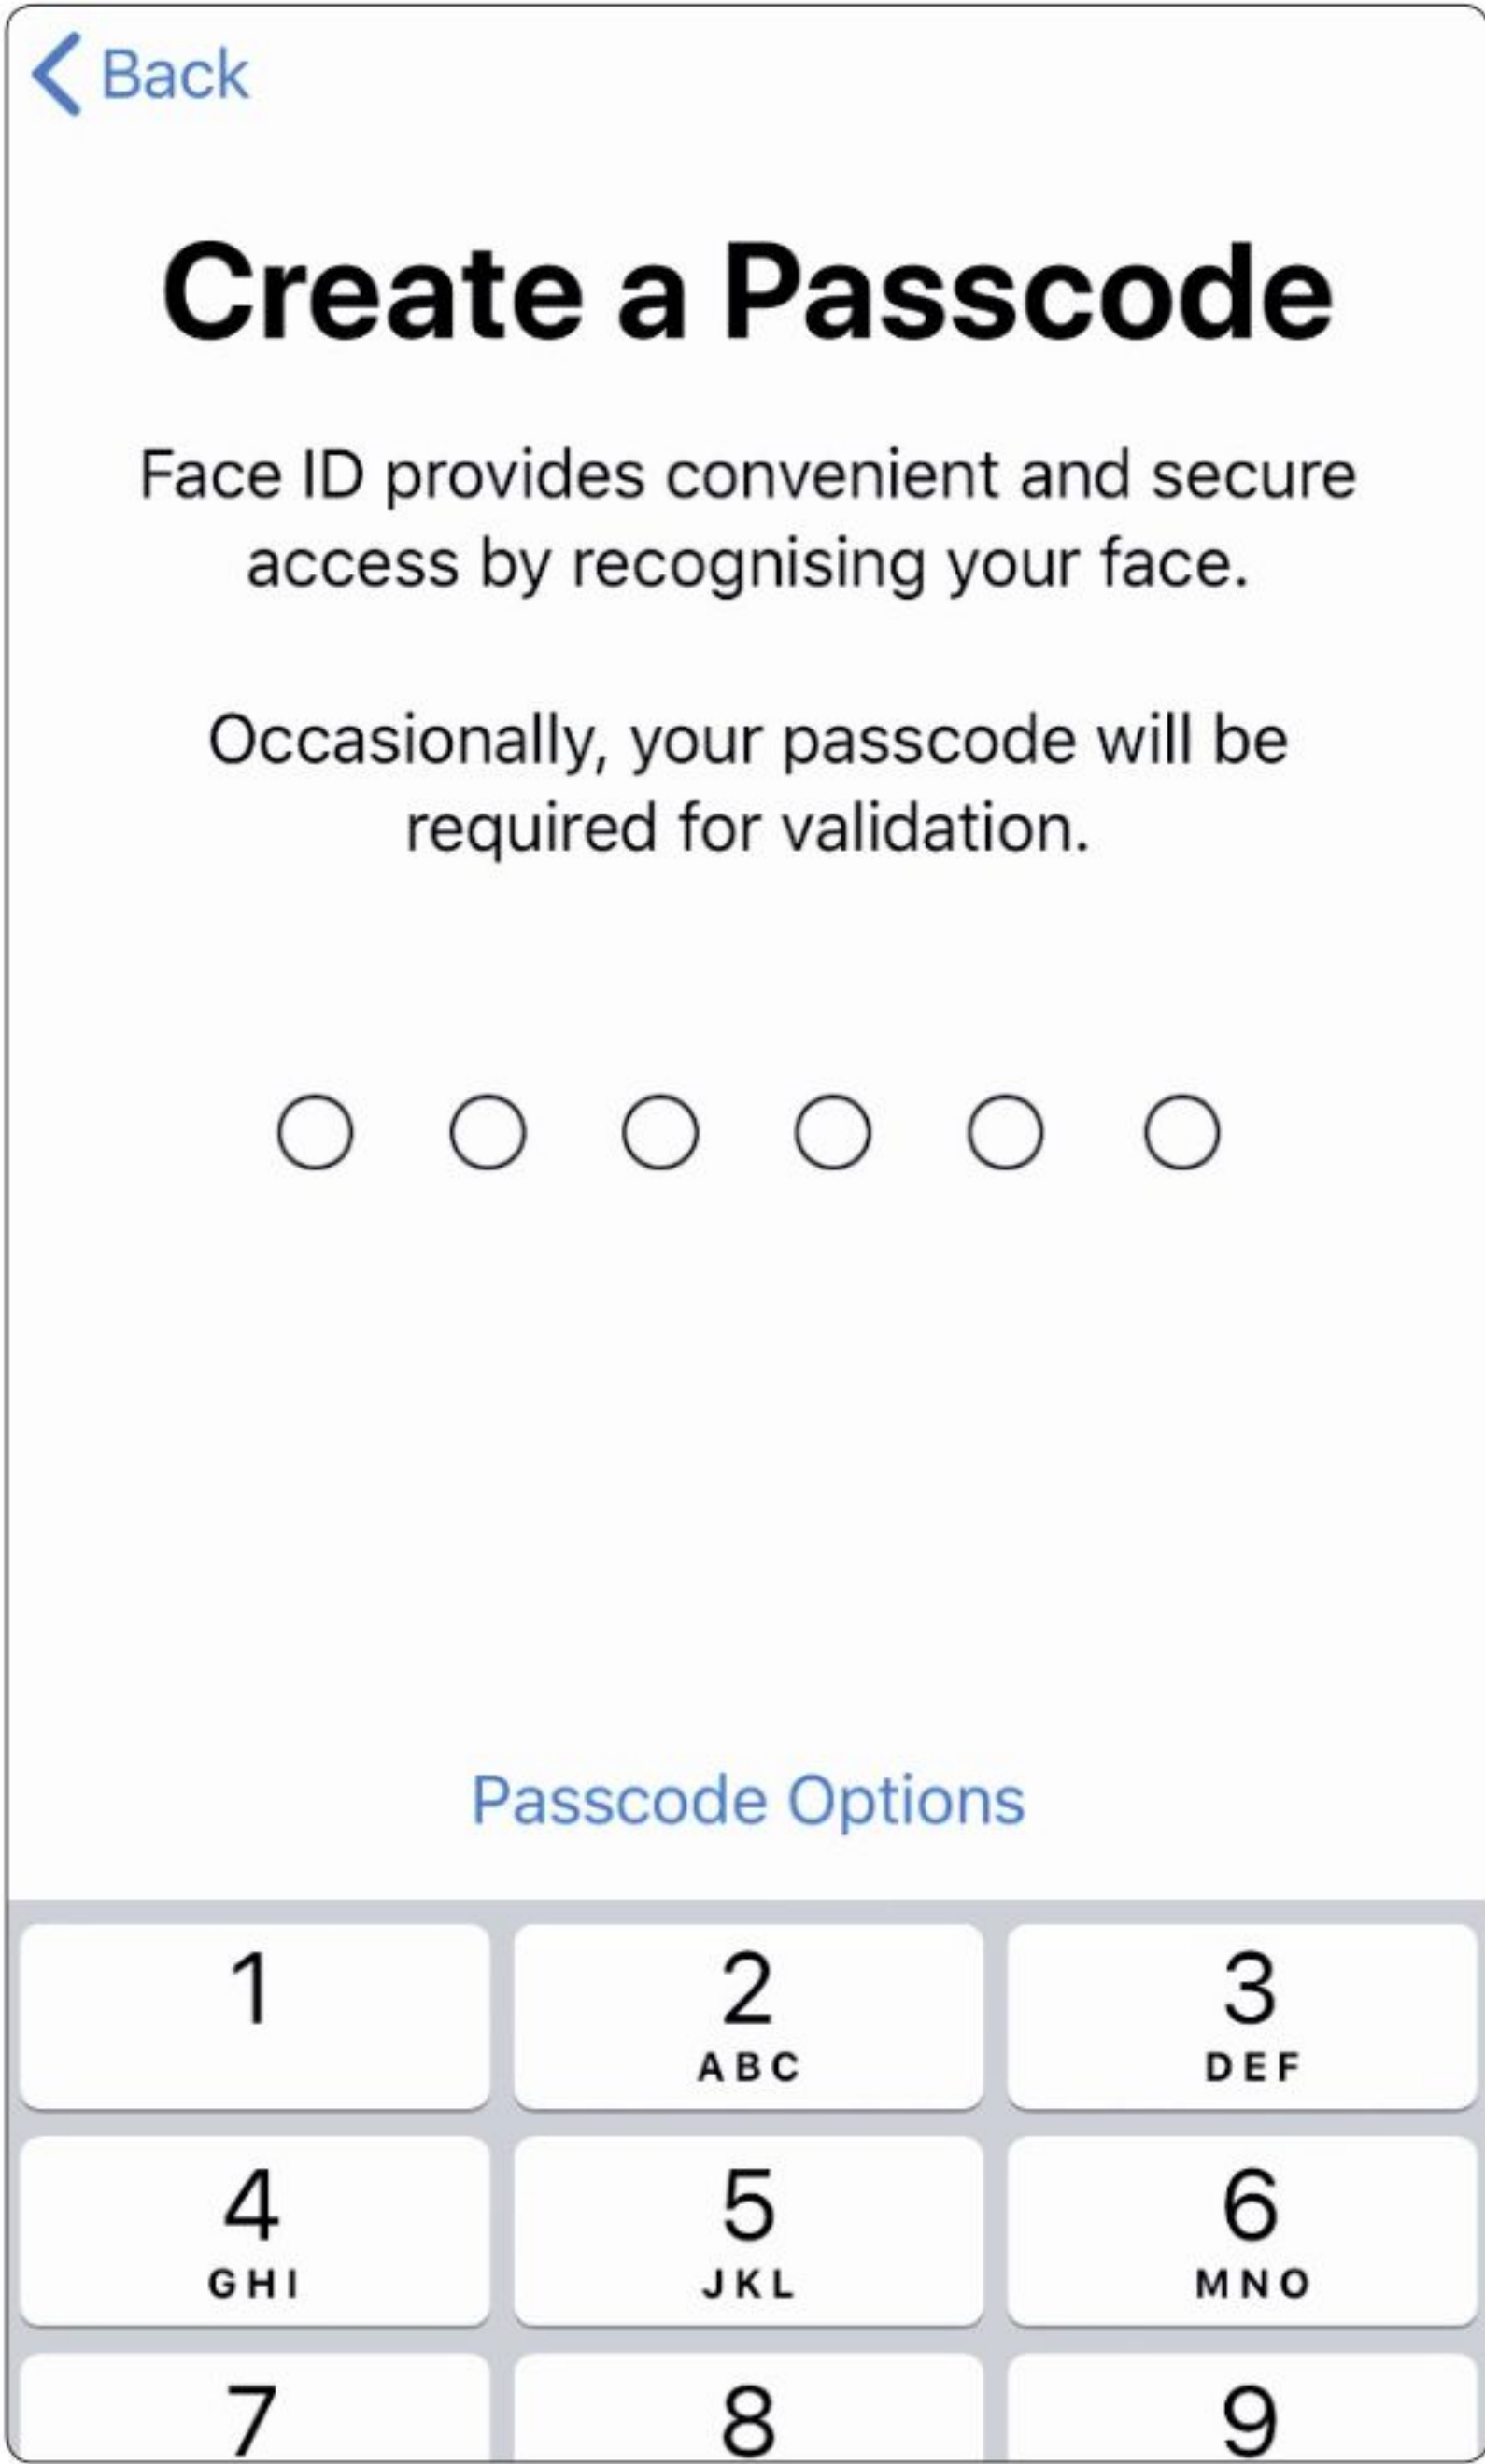 Back
Create a Passcode
Face ID provides convenient and secure
access by recognising your face.
Occasionally, your passcode will be
required for validation.
Passcode Options
1 2 3
ABC DEF
4 5 6
GHI JKL MNO
7 8 9